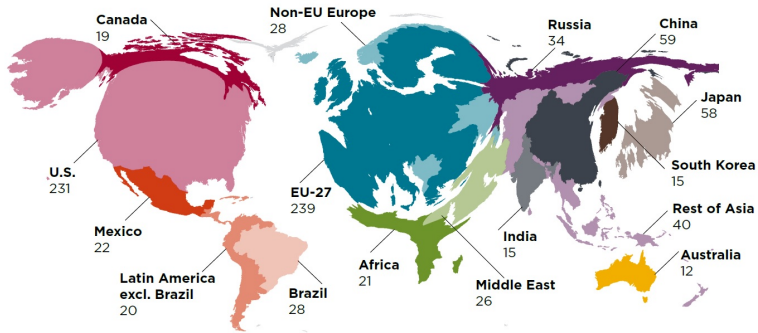 Canada
19
Non-EU Europe
28
Russia
34
China
59
Japan
58
U.S.
231
South Korea
15
EU-27
239
Mexico
22
Rest of Asia
40
India
15
Africa
21
Australia
12
Latin America
excl. Brazil
20
Brazil
28
Middle East
26